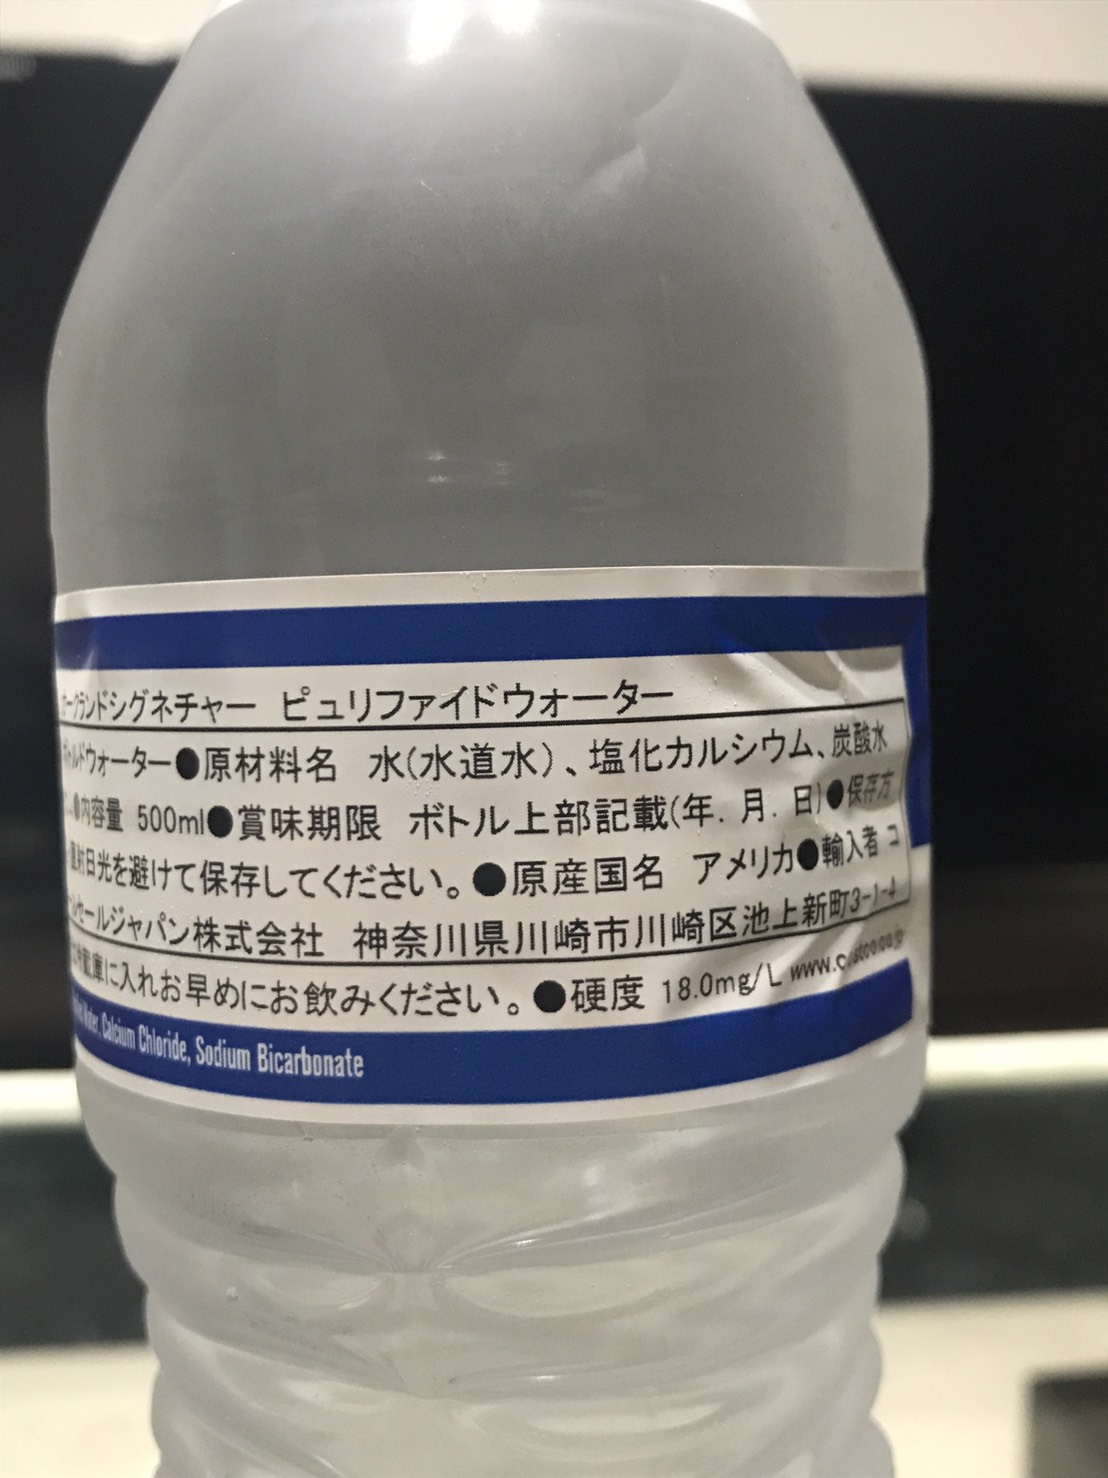 ークランドシグネチャー ピュリファイドウォーター
ボトルドウォーター●原材料名 水(水道水)、塩化カルシウム、炭酸水
●内容量 500ml●賞味期限 ボトル上部記載(年.月.日)●保存方
直射日光を避けて保存してください。●原産国名 アメリカ●輸入者 コ
ルセールジャパン株式会社 神奈川県川崎市川崎区池上新町3-1-4
冷蔵庫に入れお早めにお飲みください。●硬度 18.0mg/L www.costco.co.jp
Water, Calcium Chloride, Sodium Bicarbonate